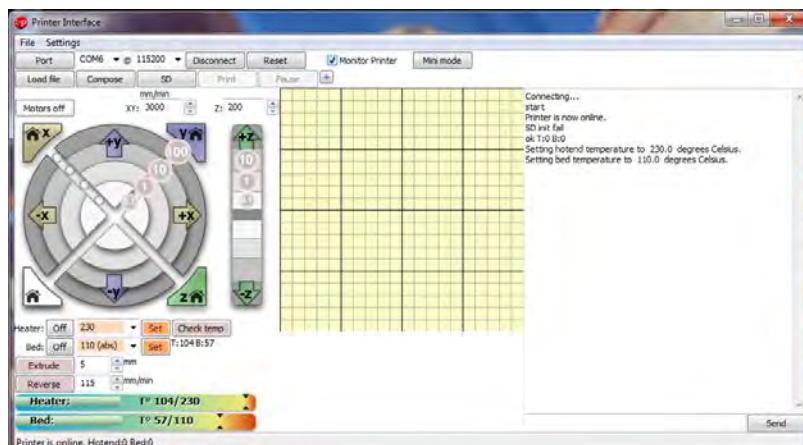 Printer Interface
File Settings
Port COM6 @ 115200 Disconnect Reset Monitor Printer Mini mode
Load file Compose SD Print Pause +
Motors off mm/min XY: 3000 Z: 200
x y +y +z
100
10
1
10
1
-x +x
-y z -z
Heater: Off 230 Set Check temp
Bed: Off 110 (abs) Set T:104 B:57
Extrude 5 mm
Reverse 115 mm/min
Heater: Tº 104/230
Bed: Tº 57/110
Connecting...
start
Printer is now online.
SD init fail
ok T:0 B:0
Setting hotend temperature to 230.0 degrees Celsius.
Setting bed temperature to 110.0 degrees Celsius.
Send
Printer is online. Hotend:0 Bed:0